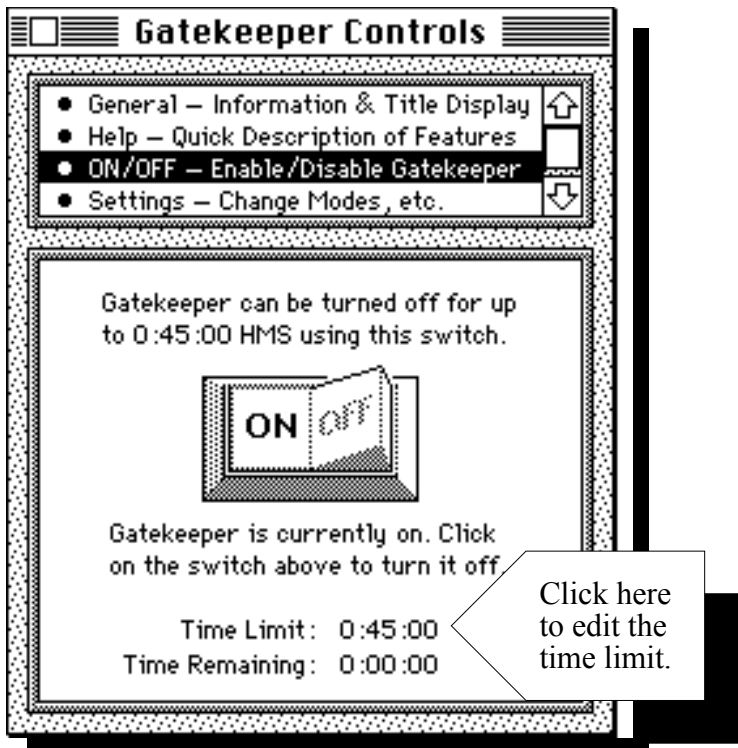 Gatekeeper Controls
● General – Information & Title Display
● Help – Quick Description of Features
● ON/OFF – Enable/Disable Gatekeeper
● Settings – Change Modes, etc.
Gatekeeper can be turned off for up
to 0:45:00 HMS using this switch.
ON OFF
Gatekeeper is currently on. Click
on the switch above to turn it off
Time Limit: 0:45:00
Time Remaining: 0:00:00
Click here
to edit the
time limit.